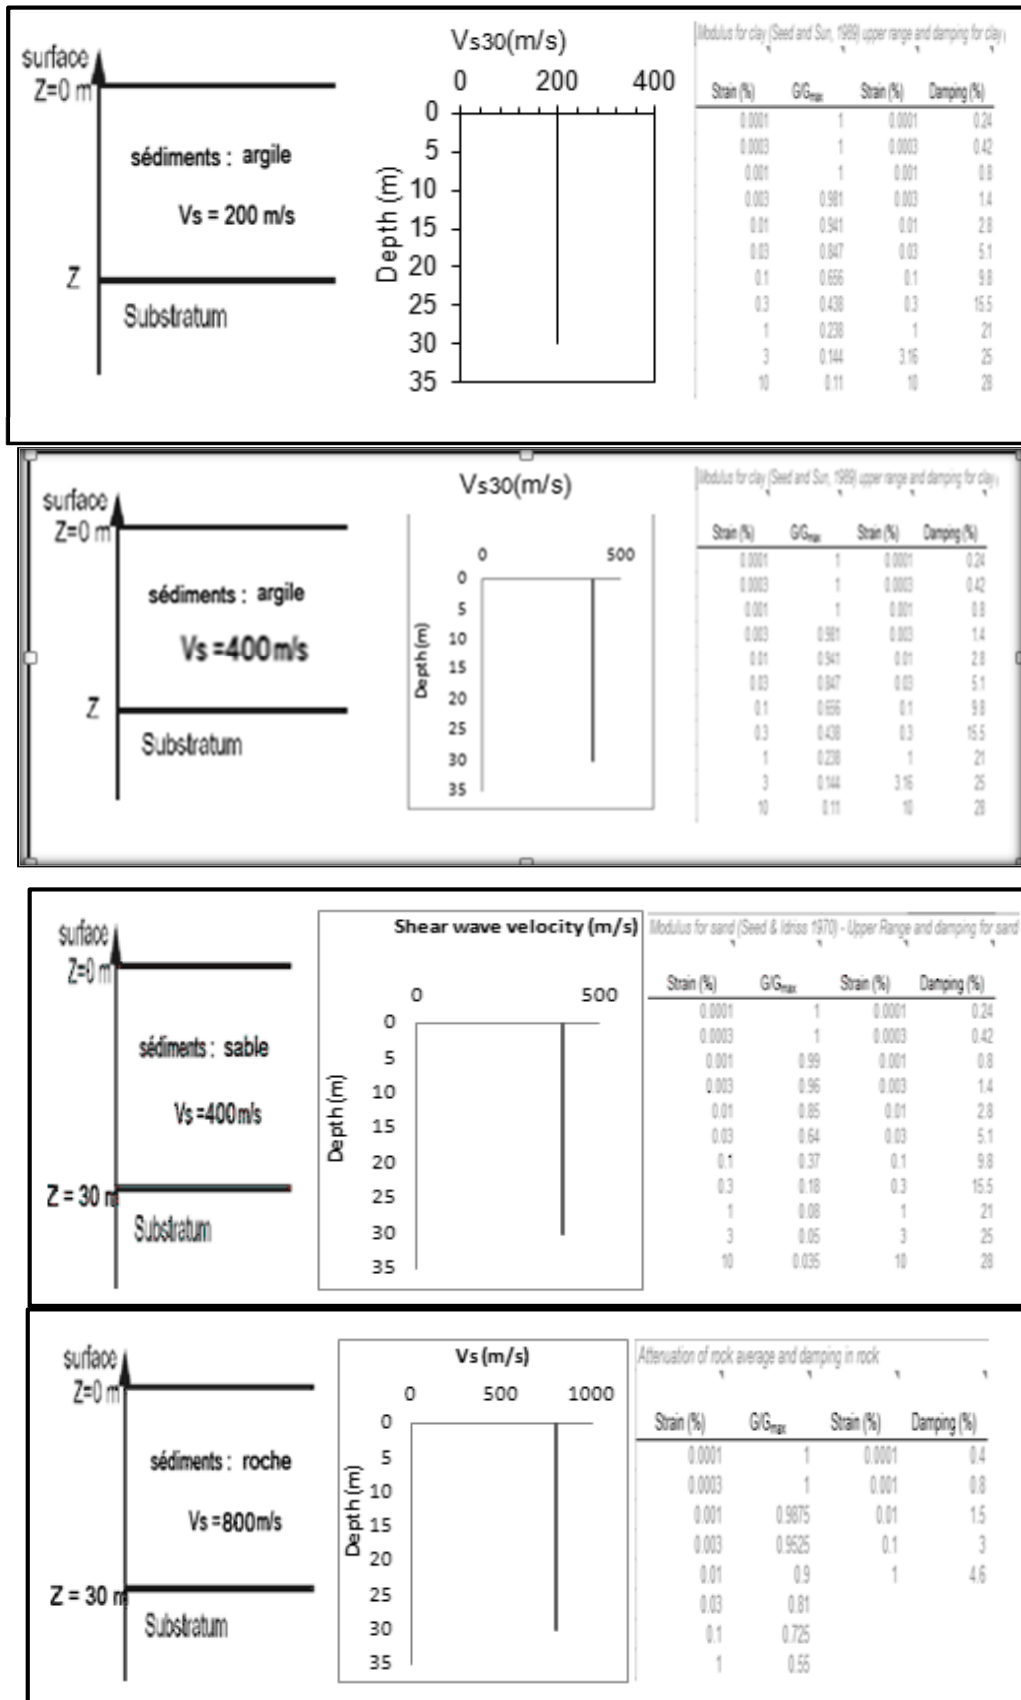 surface
Z=0 m
sédiments : argile
Vs = 200 m/s
Z
Substratum
Vs30(m/s)
0 200 400
Depth (m)
0
5
10
15
20
25
30
35
Modulus for clay (Seed and Sun, 1989) upper range and damping for clay
Strain (%) G/Gmax Strain (%) Damping (%)
0.0001 1 0.0001 0.24
0.0003 1 0.0003 0.42
0.001 1 0.001 0.8
0.003 0.981 0.003 1.4
0.01 0.941 0.01 2.8
0.03 0.847 0.03 5.1
0.1 0.656 0.1 9.8
0.3 0.438 0.3 15.5
1 0.238 1 21
3 0.144 3.16 25
10 0.11 10 28
surface
Z=0 m
sédiments : argile
Vs =400m/s
Z
Substratum
Vs30(m/s)
0 500
Depth (m)
0
5
10
15
20
25
30
35
Modulus for clay (Seed and Sun, 1989) upper range and damping for clay
Strain (%) G/Gmax Strain (%) Damping (%)
0.0001 1 0.0001 0.24
0.0003 1 0.0003 0.42
0.001 1 0.001 0.8
0.003 0.981 0.003 1.4
0.01 0.941 0.01 2.8
0.03 0.847 0.03 5.1
0.1 0.656 0.1 9.8
0.3 0.438 0.3 15.5
1 0.238 1 21
3 0.144 3.16 25
10 0.11 10 28
surface
Z=0 m
sédiments : sable
Vs =400m/s
Z = 30 m
Substratum
Shear wave velocity (m/s)
0 500
Depth (m)
0
5
10
15
20
25
30
35
Modulus for sand (Seed & Idriss 1970) - Upper Range and damping for sand
Strain (%) G/Gmax Strain (%) Damping (%)
0.0001 1 0.0001 0.24
0.0003 1 0.0003 0.42
0.001 0.99 0.001 0.8
0.003 0.96 0.003 1.4
0.01 0.85 0.01 2.8
0.03 0.64 0.03 5.1
0.1 0.37 0.1 9.8
0.3 0.18 0.3 15.5
1 0.08 1 21
3 0.05 3 25
10 0.035 10 28
surface
Z=0 m
sédiments : roche
Vs =800m/s
Z = 30 m
Substratum
Vs (m/s)
0 500 1000
Depth (m)
0
5
10
15
20
25
30
35
Attenuation of rock average and damping in rock
Strain (%) G/Gmax Strain (%) Damping (%)
0.0001 1 0.0001 0.4
0.0003 1 0.001 0.8
0.001 0.9875 0.01 1.5
0.003 0.9525 0.1 3
0.01 0.9 1 4.6
0.03 0.81
0.1 0.725
1 0.55